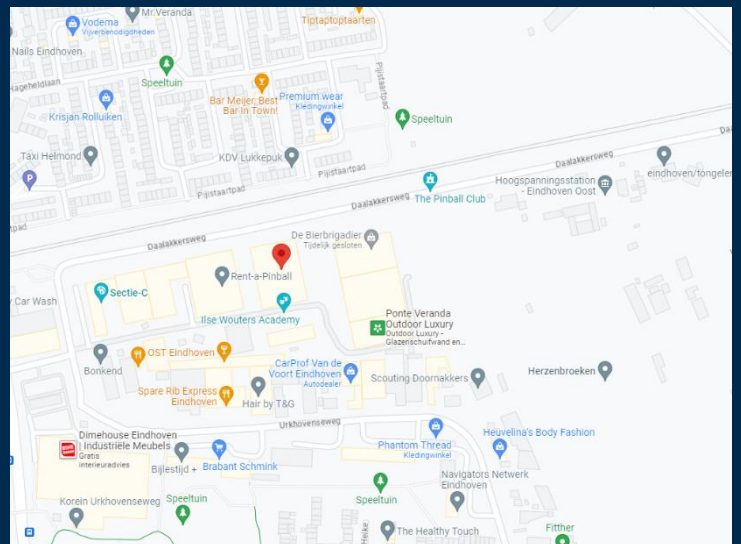 Mr.Veranda
Vodema
Vijverbenodigdheden
Tiptaptoptaarten
Nails Eindhoven
Speeltuin
Hageheldlaan
Krisjan Rolluiken
Bar Meijer, Best
Bar In Town!
Premium wear
Kledingwinkel
Pijlstaartpad
Speeltuin
Taxi Helmond
KDV Lukkepuk
Pijlstaartpad
Pijlstaartpad
P
tpad
Daalakkersweg
Daalakkersweg
Daalakkersweg
Da
The Pinball Club
Hoogspanningsstation
- Eindhoven Oost
eindhoven/tongelre
De Bierbrigadier
Tijdelijk gesloten
Rent-a-Pinball
Sectie-C
Car Wash
Ilse Wouters Academy
Ponte Veranda
Outdoor Luxury
Outdoor Luxury -
Glazenschuifwand en...
OST Eindhoven
Bonkend
CarProf Van de
Voort Eindhoven
Autodealer
Scouting Doornakkers
Herzenbroeken
Spare Rib Express
Eindhoven
Hair by T&G
Urkhovenseweg
Dimehouse Eindhoven
| Industriële Meubels
Gratis
interieuradvies
Bijlestijd +
Brabant Schmink
Phantom Thread
Kledingwinkel
Heuvelina's Body Fashion
Navigators Netwerk
Eindhoven
Korein Urkhovenseweg
Speeltuin
Speeltuin
Heike
The Healthy Touch
Fitther